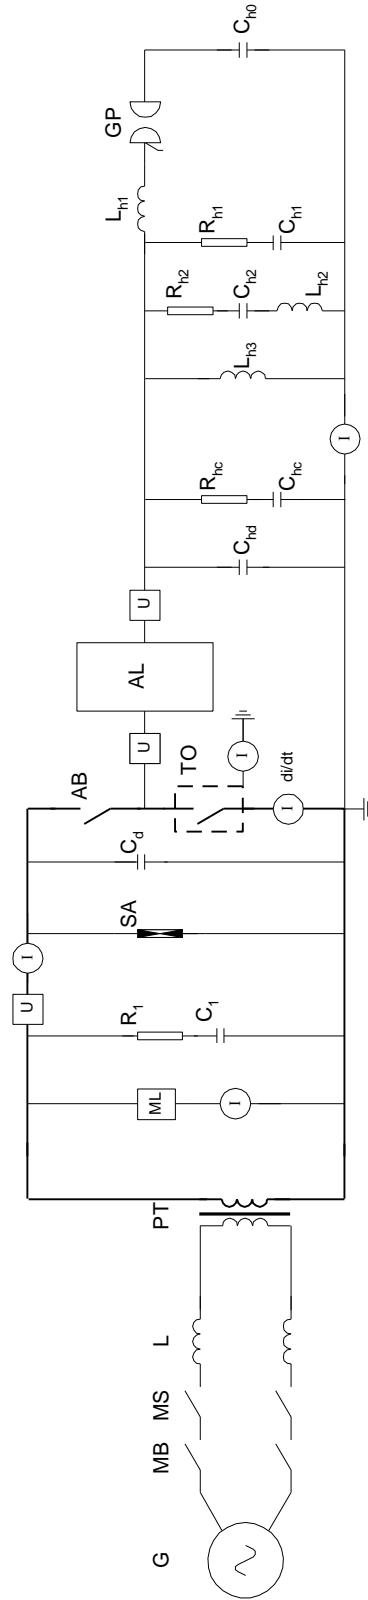 G
MB
MS
L
PT
ML
I
R1
C1
U
I
SA
Cd
AB
TO
I
di/dt
I
U
AL
U
Chd
Rhc
Chc
I
Lh3
Rh2
Ch2
Lh2
Rh1
Ch1
Lh1
GP
Ch0